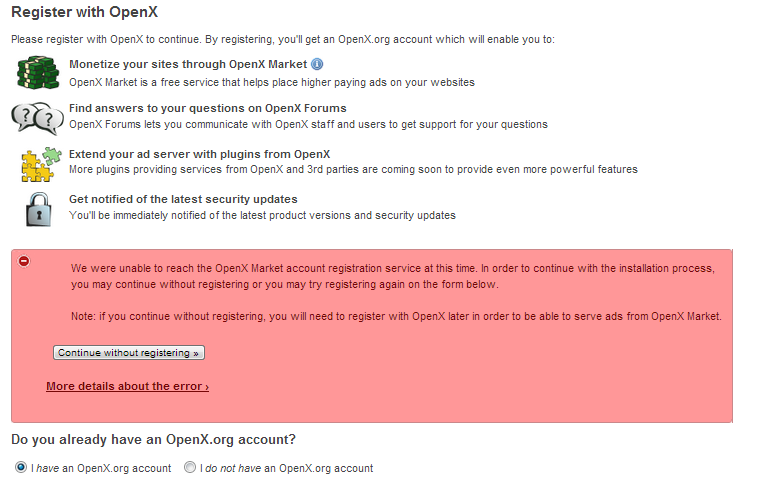 Register with OpenX
Please register with OpenX to continue. By registering, you'll get an OpenX.org account which will enable you to:
Monetize your sites through OpenX Market
OpenX Market is a free service that helps place higher paying ads on your websites
Find answers to your questions on OpenX Forums
OpenX Forums lets you communicate with OpenX staff and users to get support for your questions
Extend your ad server with plugins from OpenX
More plugins providing services from OpenX and 3rd parties are coming soon to provide even more powerful features
Get notified of the latest security updates
You'll be immediately notified of the latest product versions and security updates
We were unable to reach the OpenX Market account registration service at this time. In order to continue with the installation process,
you may continue without registering or you may try registering again on the form below.
Note: if you continue without registering, you will need to register with OpenX later in order to be able to serve ads from OpenX Market.
Continue without registering »
More details about the error ›
Do you already have an OpenX.org account?
I have an OpenX.org account I do not have an OpenX.org account